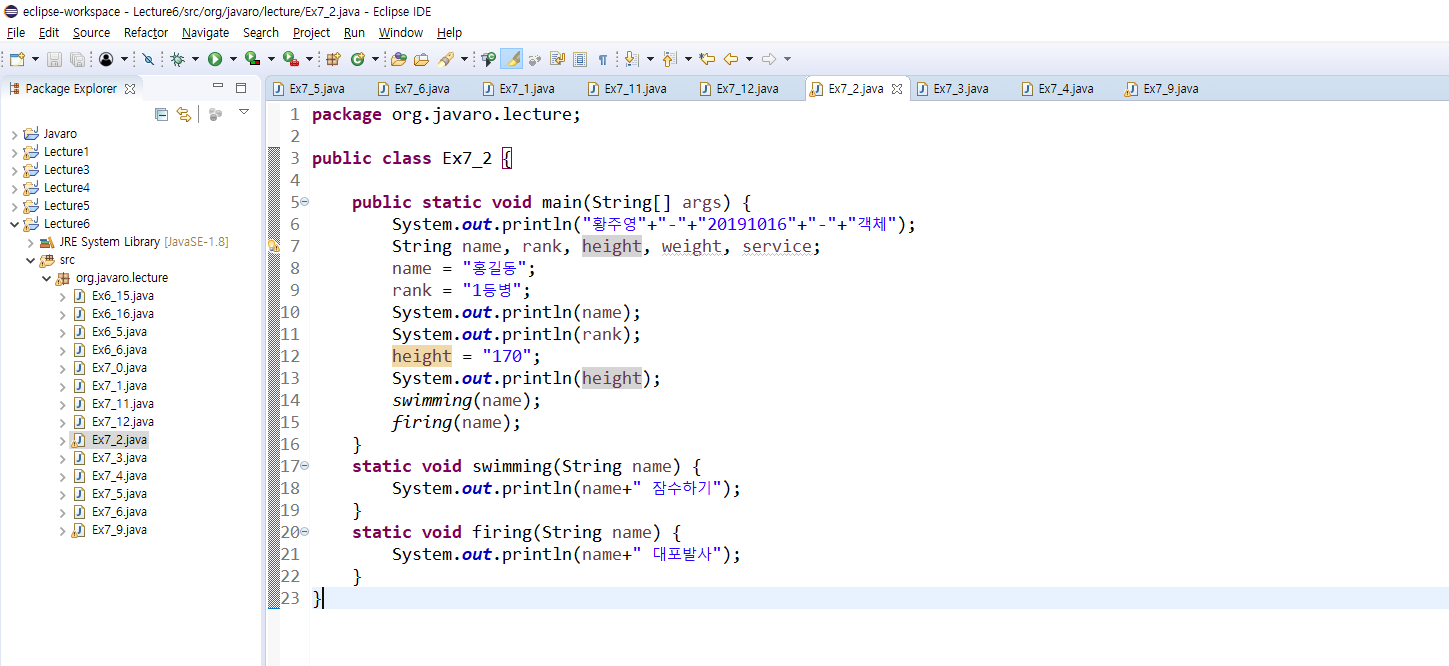 eclipse-workspace - Lecture6/src/org/javaro/lecture/Ex7_2.java - Eclipse IDE
File Edit Source Refactor Navigate Search Project Run Window Help
Package Explorer
Javaro
Lecture1
Lecture3
Lecture4
Lecture5
Lecture6
JRE System Library [JavaSE-1.8]
src
org.javaro.lecture
Ex6_15.java
Ex6_16.java
Ex6_5.java
Ex6_6.java
Ex7_0.java
Ex7_1.java
Ex7_11.java
Ex7_12.java
Ex7_2.java
Ex7_3.java
Ex7_4.java
Ex7_5.java
Ex7_6.java
Ex7_9.java
Ex7_5.java Ex7_6.java Ex7_1.java Ex7_11.java Ex7_12.java Ex7_2.java Ex7_3.java Ex7_4.java Ex7_9.java
1 package org.javaro.lecture;
2
3 public class Ex7_2 {
4
5 public static void main(String[] args) {
6 System.out.println("황주영"+"-"+"20191016"+"-"+"객체");
7 String name, rank, height, weight, service;
8 name = "홍길동";
9 rank = "1등병";
10 System.out.println(name);
11 System.out.println(rank);
12 height = "170";
13 System.out.println(height);
14 swimming(name);
15 firing(name);
16 }
17 static void swimming(String name) {
18 System.out.println(name+" 잠수하기");
19 }
20 static void firing(String name) {
21 System.out.println(name+" 대포발사");
22 }
23 }